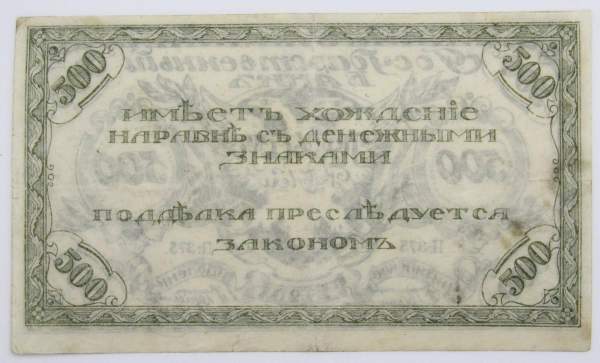 500 500
ИМѢЕТЪ ХОЖДЕНІЕ
НАРАВНѢ СЪ ДЕНЕЖНЫМИ
ЗНАКАМИ
ПОДДѢЛКА ПРЕСЛѢДУЕТСЯ
ЗАКОНОМЪ
500 500